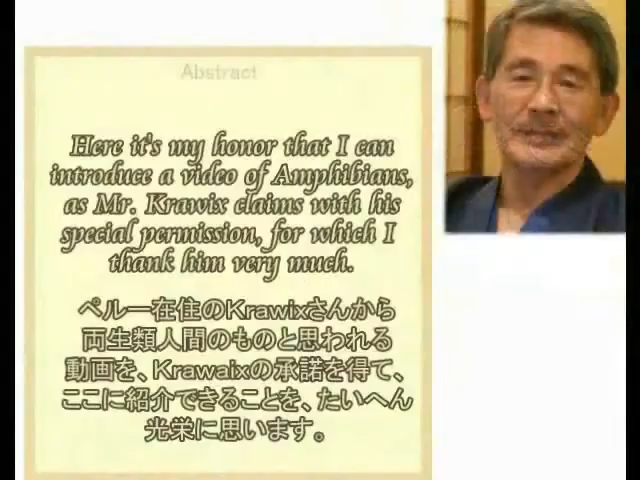 Abstract
Here it's my honor that I can
introduce a video of Amphibians,
as Mr. Krawix claims with his
special permission, for which I
thank him very much.
ペルー在住のKrawixさんから
両生類人間のものと思われる
動画を、Krawaixの承諾を得て、
ここに紹介できることを、たいへん
光栄に思います。